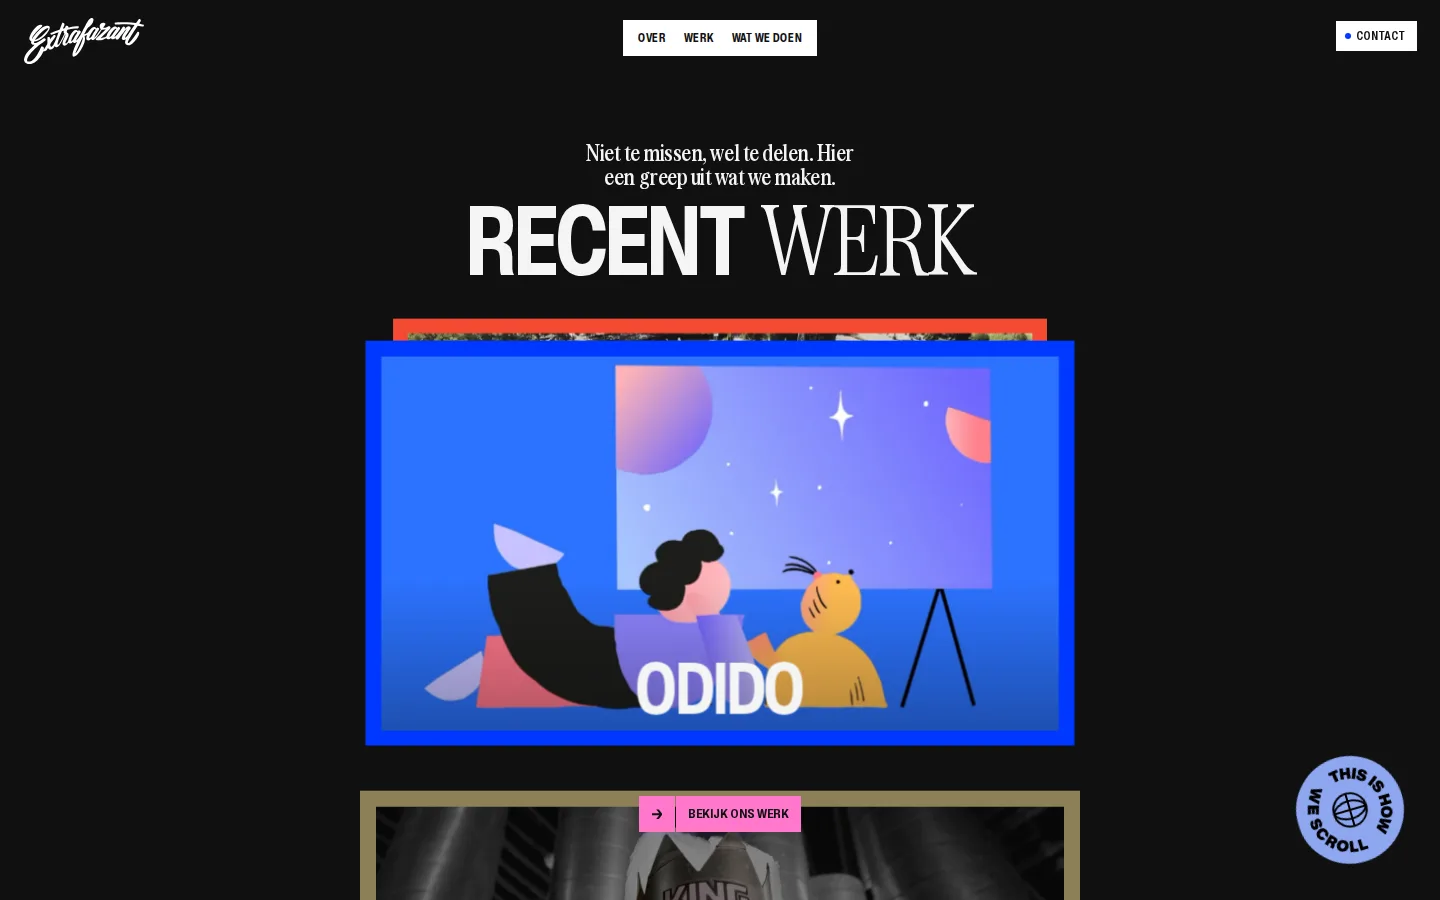 Extrafazant
OVER WERK WAT WE DOEN
CONTACT
Niet te missen, wel te delen. Hier
een greep uit wat we maken.
RECENT WERK
ODIDO
→ BEKIJK ONS WERK
THIS IS HOW
WE SCROLL